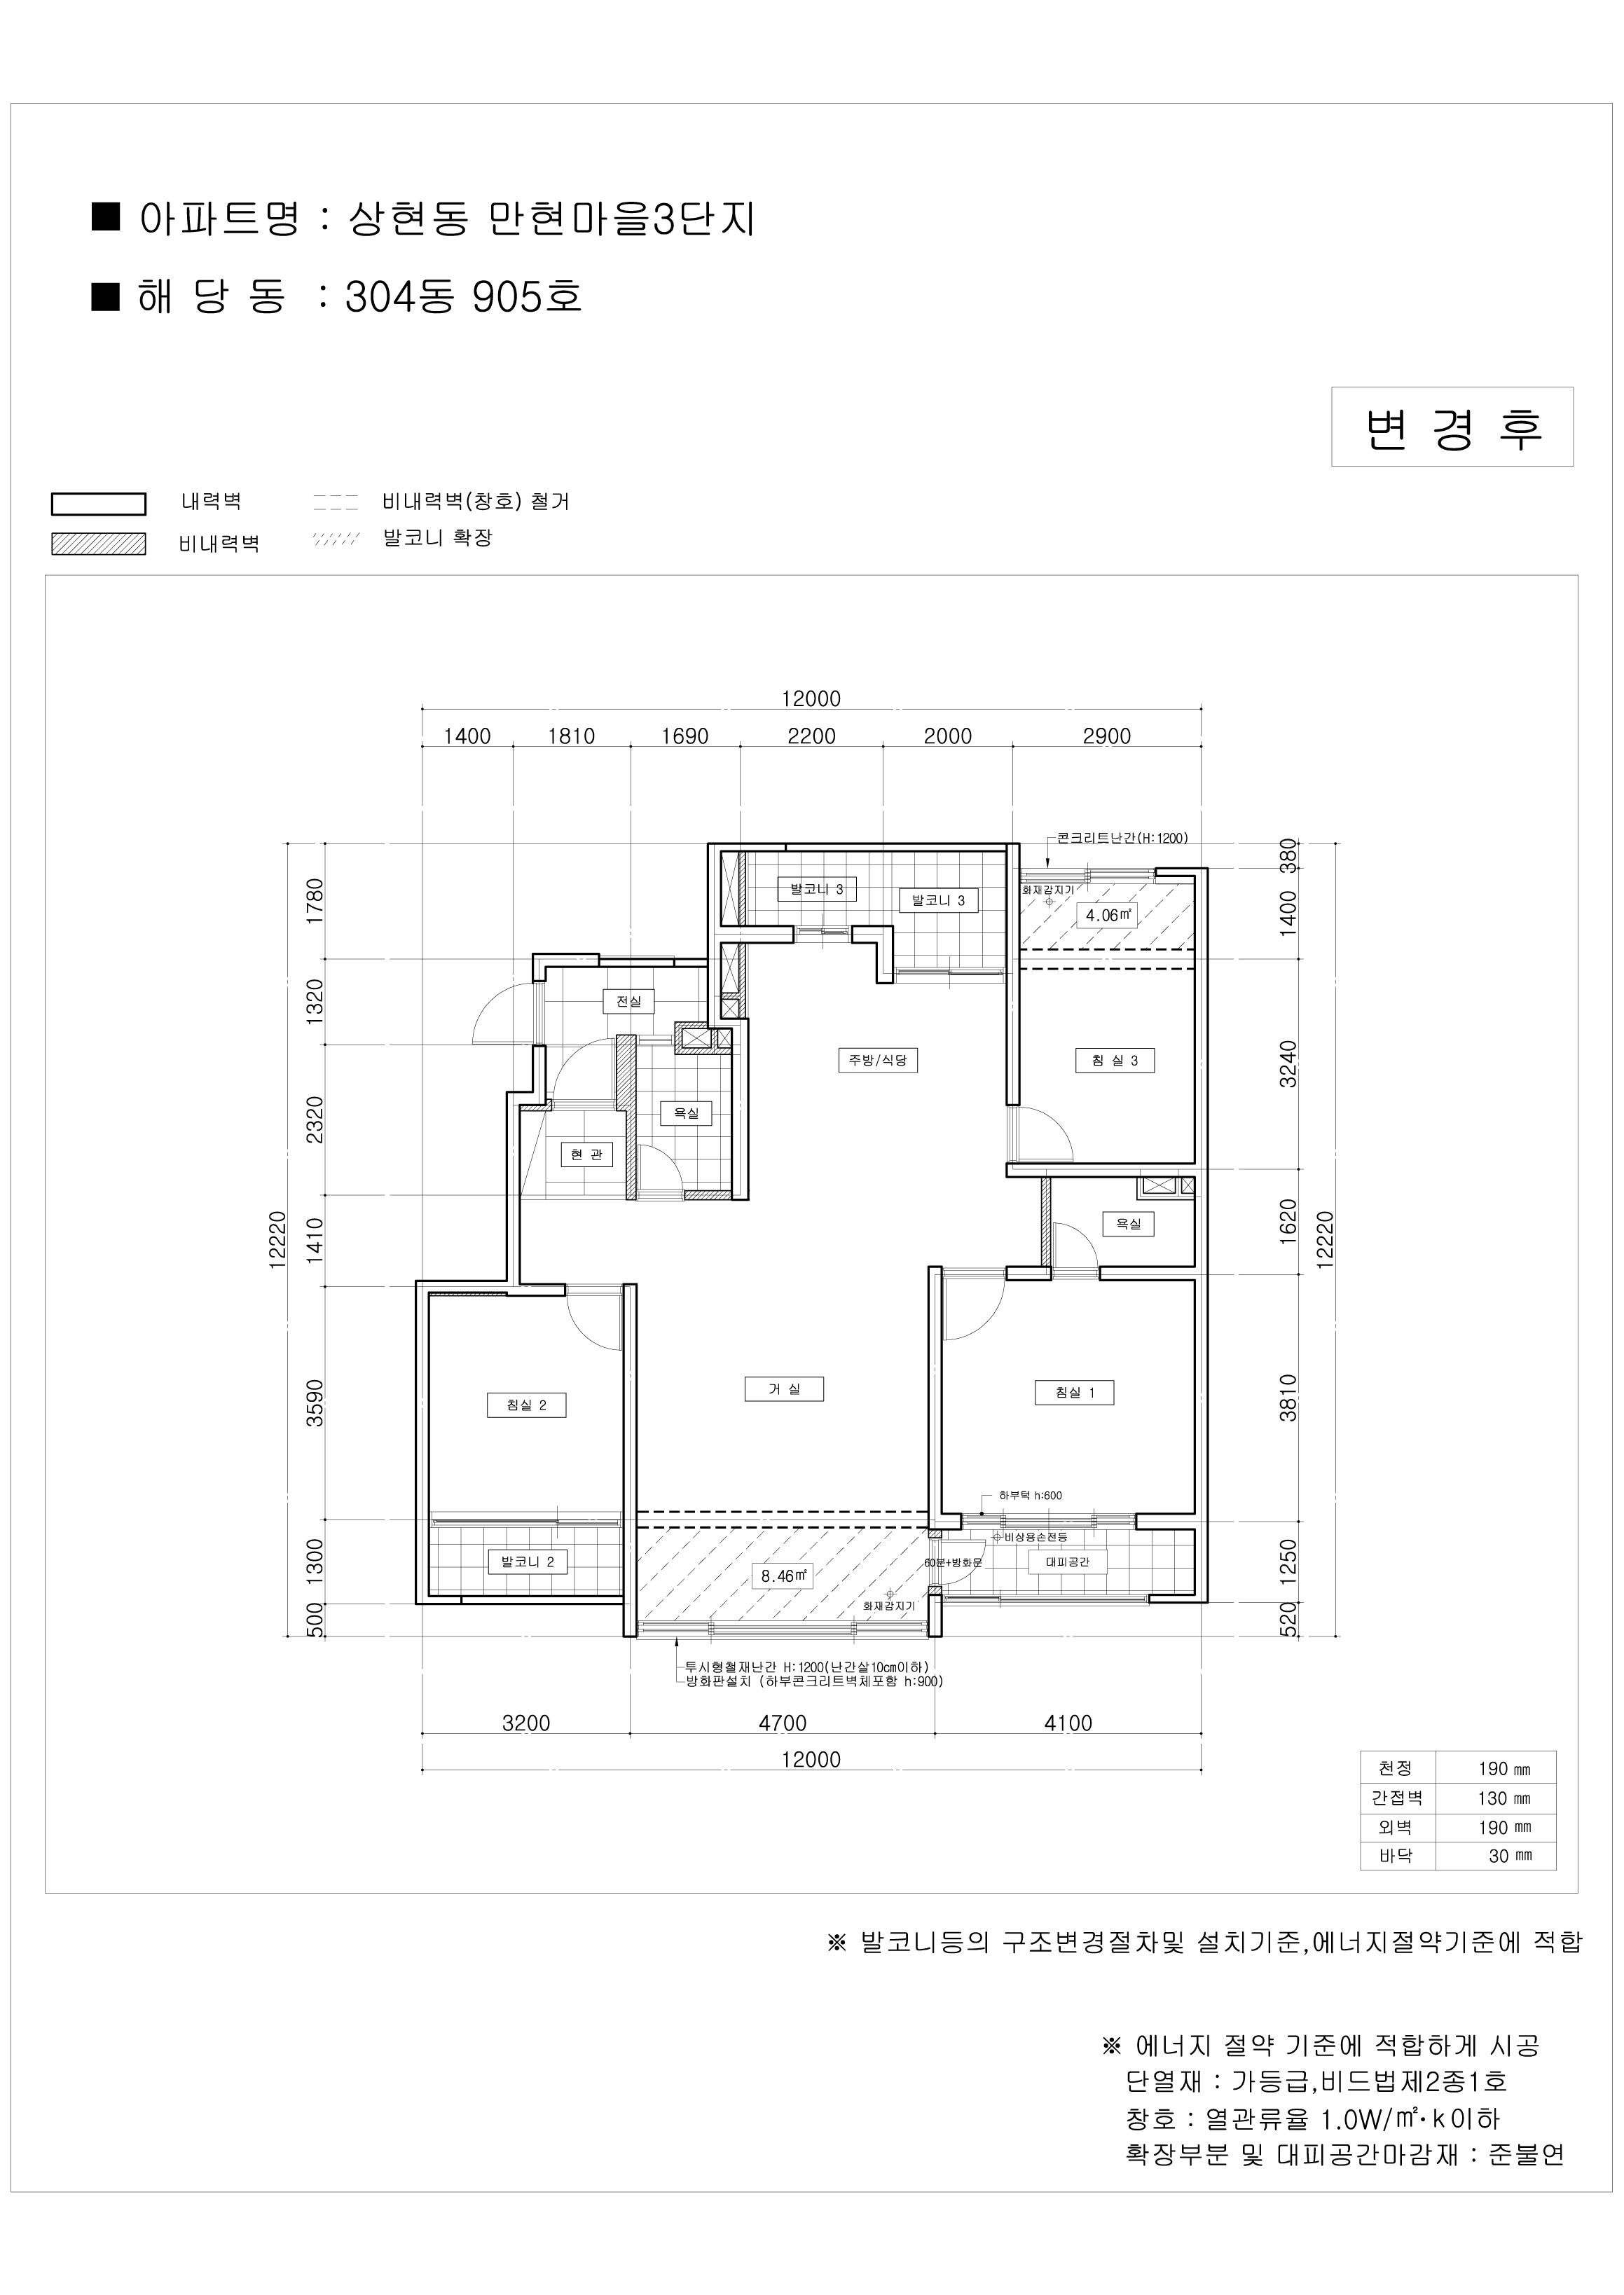 ■ 아파트명 : 상현동 만현마을3단지
■ 해 당 동 : 304동 905호
변 경 후
내력벽
비내력벽(창호) 철거
비내력벽
발코니 확장
12000
1400 1810 1690 2200 2000 2900
콘크리트난간(H:1200)
화재감지기
4.06㎡
발코니 3
발코니 3
전실
주방/식당
침 실 3
욕실
현 관
욕실
거 실
침실 1
침실 2
하부턱 h:600
비상용손전등
60분+방화문
대피공간
발코니 2
8.46㎡
화재감지기
투시형철재난간 H:1200(난간살10cm이하)
방화판설치 (하부콘크리트벽체포함 h:900)
1780
1320
2320
1410
3590
1300
500
12220
380
1400
3240
1620
3810
1250
520
12220
3200 4700 4100
12000
천정 190 ㎜
간접벽 130 ㎜
외벽 190 ㎜
바닥 30 ㎜
※ 발코니등의 구조변경절차및 설치기준,에너지절약기준에 적합
※ 에너지 절약 기준에 적합하게 시공
단열재 : 가등급,비드법제2종1호
창호 : 열관류율 1.0W/㎡·k이하
확장부분 및 대피공간마감재 : 준불연